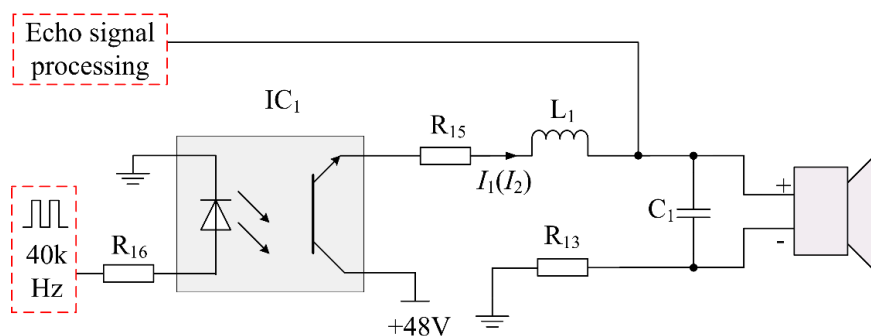 Echo signal
processing
IC₁
R₁₅
L₁
I₁(I₂)
40k
Hz
R₁₆
C₁
+
-
R₁₃
+48V